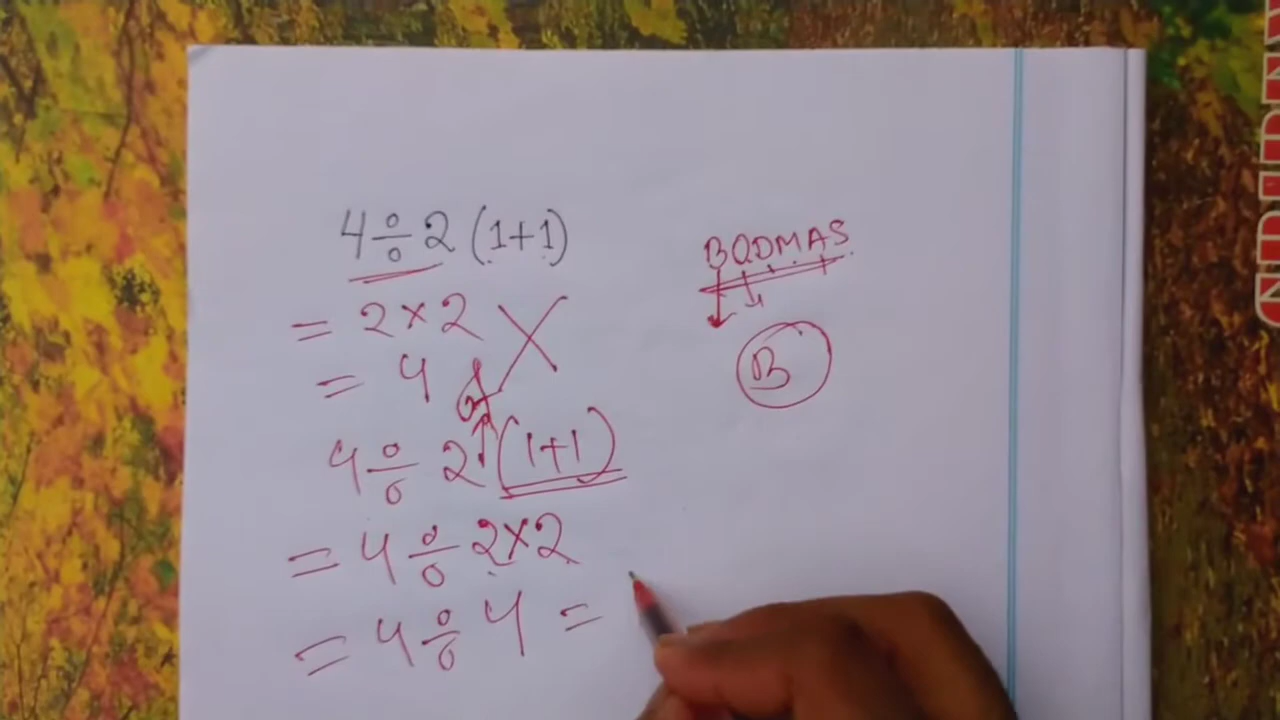 4÷2(1+1)
= 2×2
= 4
4÷2(1+1)
= 4÷2×2
= 4÷4 =
BODMAS
B